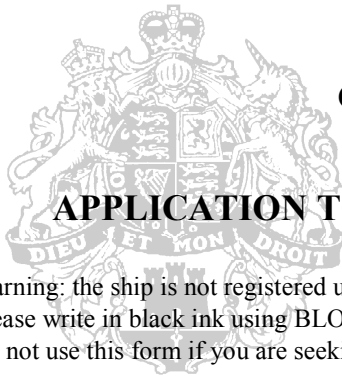 APPLICATION T
DIEU ET MON DROIT
arning: the ship is not registered u
ease write in black ink using BLO
not use this form if you are seeki